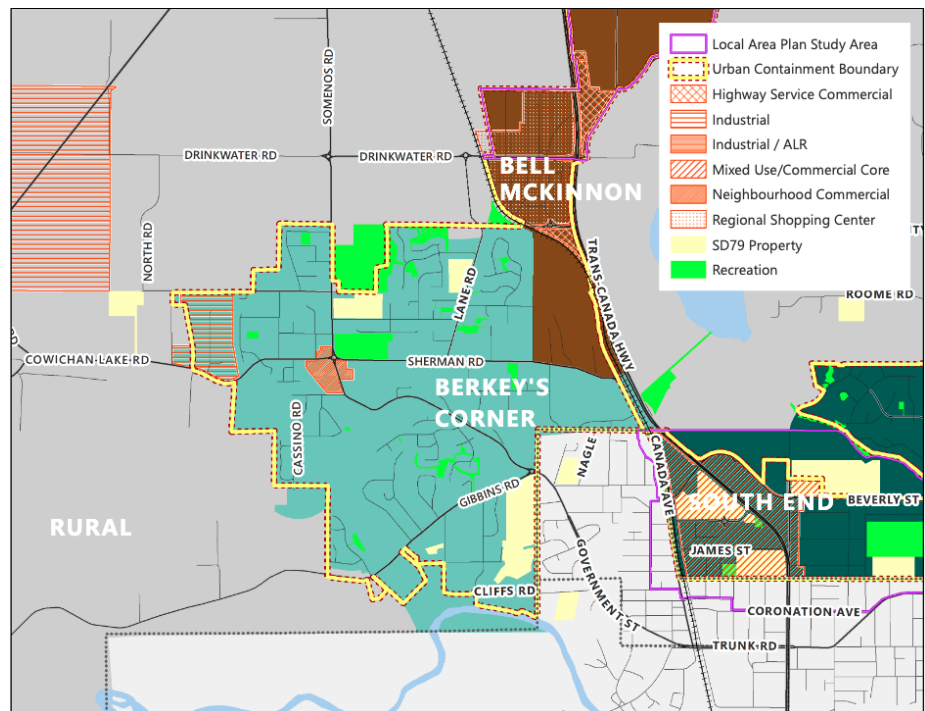 Local Area Plan Study Area
Urban Containment Boundary
Highway Service Commercial
Industrial
Industrial / ALR
Mixed Use/Commercial Core
Neighbourhood Commercial
Regional Shopping Center
SD79 Property
Recreation
SOMENOS RD
DRINKWATER RD
DRINKWATER RD
BELL
MCKINNON
NORTH RD
LANE RD
TRANS-CANADA HWY
ROOME RD
COWICHAN LAKE RD
SHERMAN RD
BERKEY'S
CORNER
CASSINO RD
GIBBINS RD
NAGLE
CANADA AVE
SOUTH END
BEVERLY ST
RURAL
JAMES ST
GOVERNMENT ST
CLIFFS RD
CORONATION AVE
TRUNK RD